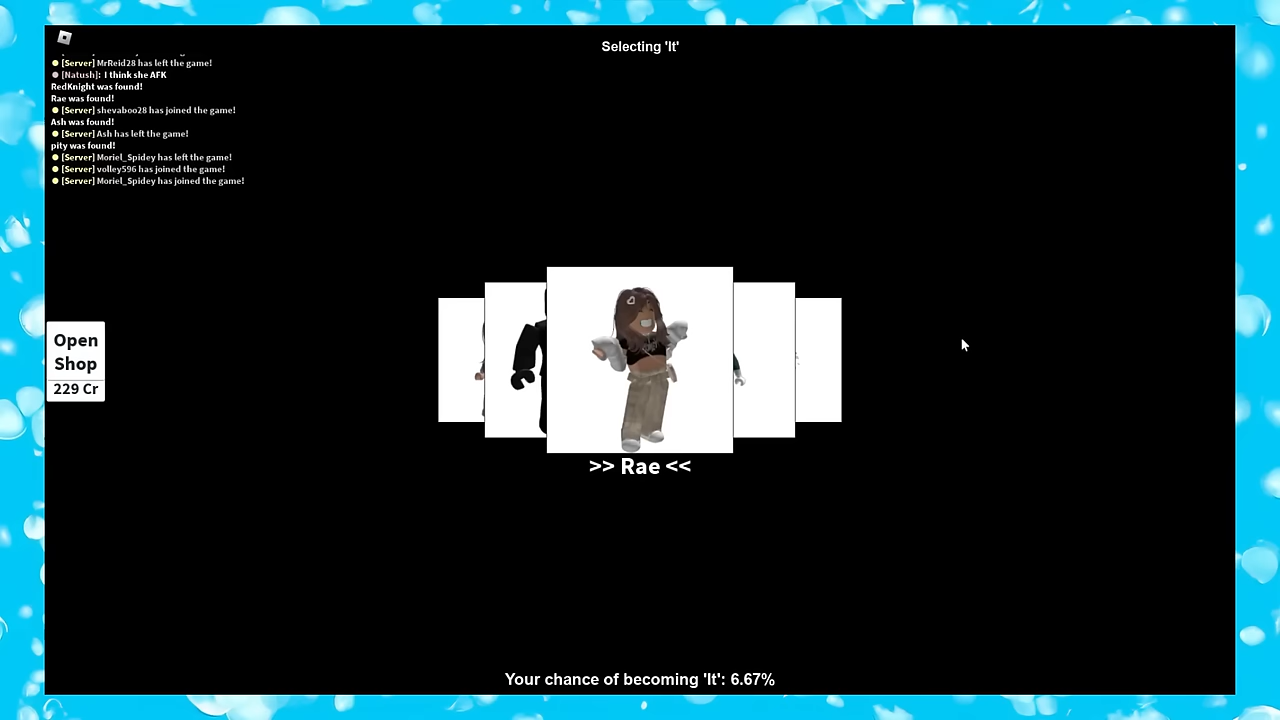 Selecting 'It'
[Server] MrReid28 has left the game!
[Natush]: I think she AFK
RedKnight was found!
Rae was found!
[Server] shevaboo28 has joined the game!
Ash was found!
[Server] Ash has left the game!
pity was found!
[Server] Moriel_Spidey has left the game!
[Server] volley596 has joined the game!
[Server] Moriel_Spidey has joined the game!
Open
Shop
229 Cr
>> Rae <<
Your chance of becoming 'It': 6.67%